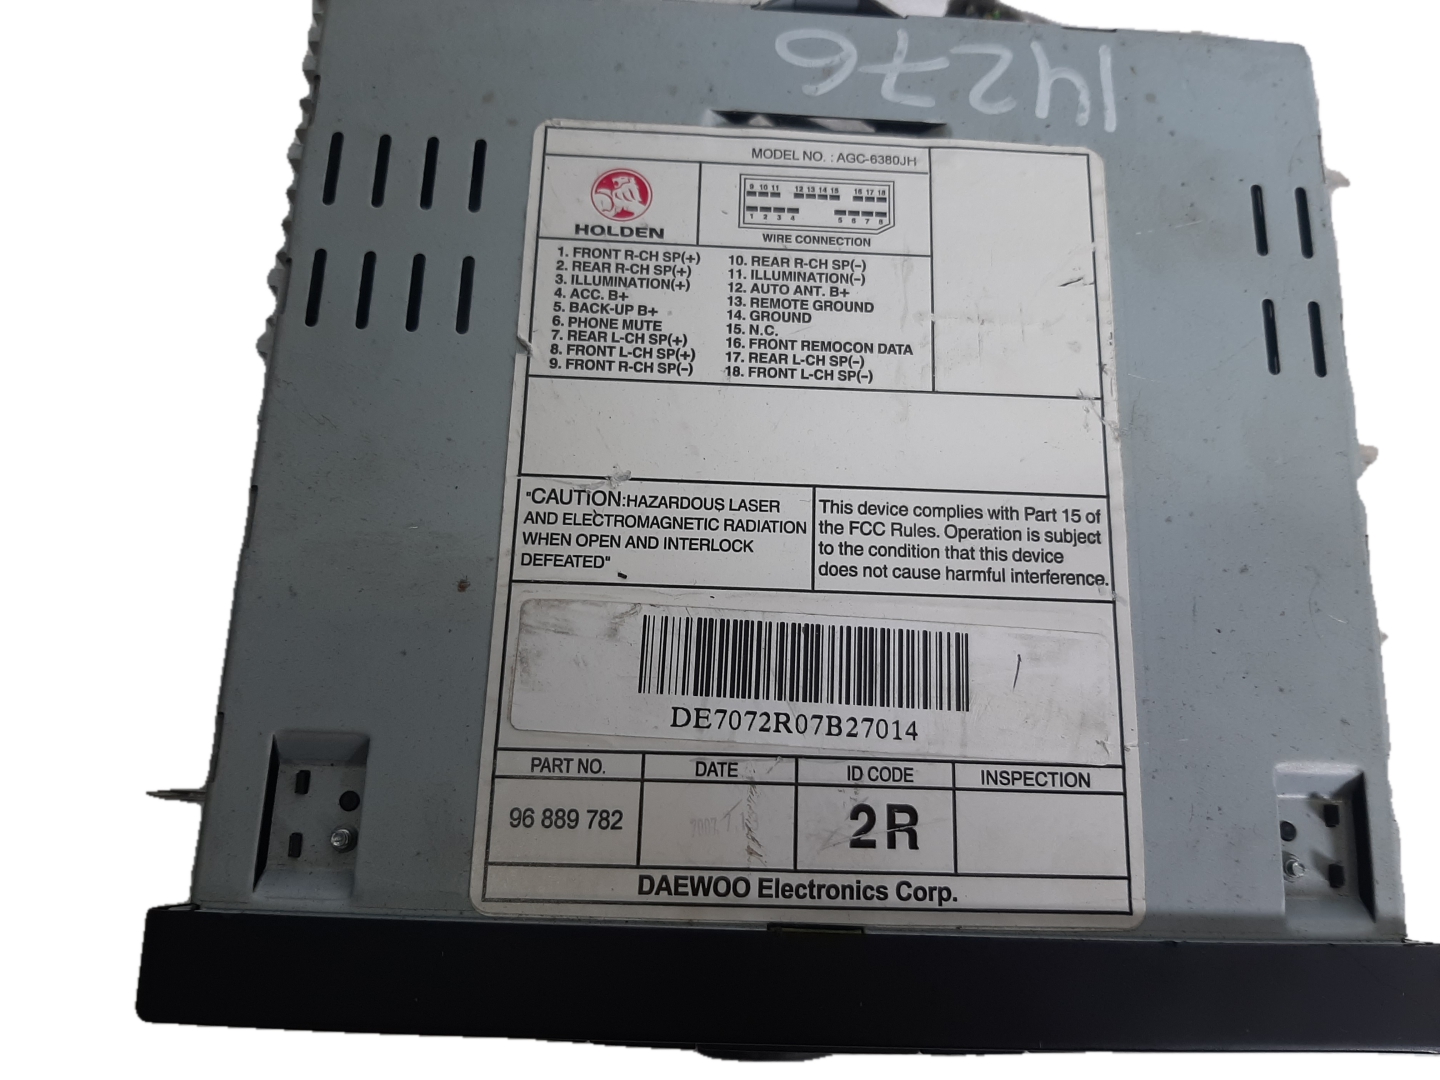 14276
MODEL NO. : AGC-6380JH
HOLDEN
9 10 11 12 13 14 15 16 17 18
1 2 3 4 5 6 7 8
WIRE CONNECTION
1. FRONT R-CH SP(+)
2. REAR R-CH SP(+)
3. ILLUMINATION(+)
4. ACC. B+
5. BACK-UP B+
6. PHONE MUTE
7. REAR L-CH SP(+)
8. FRONT L-CH SP(+)
9. FRONT R-CH SP(-)
10. REAR R-CH SP(-)
11. ILLUMINATION(-)
12. AUTO ANT. B+
13. REMOTE GROUND
14. GROUND
15. N.C.
16. FRONT REMOCON DATA
17. REAR L-CH SP(-)
18. FRONT L-CH SP(-)
"CAUTION:HAZARDOUS LASER
AND ELECTROMAGNETIC RADIATION
WHEN OPEN AND INTERLOCK
DEFEATED"
This device complies with Part 15 of
the FCC Rules. Operation is subject
to the condition that this device
does not cause harmful interference.
DE7072R07B27014
PART NO. DATE ID CODE INSPECTION
96 889 782 2R
DAEWOO Electronics Corp.